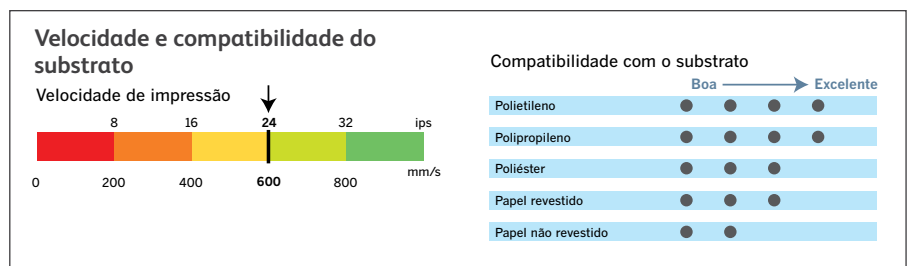 Velocidade e compatibilidade do
substrato
Velocidade de impressão
8 16 24 32 ips
mm/s
0 200 400 600 800
Compatibilidade com o substrato
Boa Excelente
Polietileno
Polipropileno
Poliéster
Papel revestido
Papel não revestido